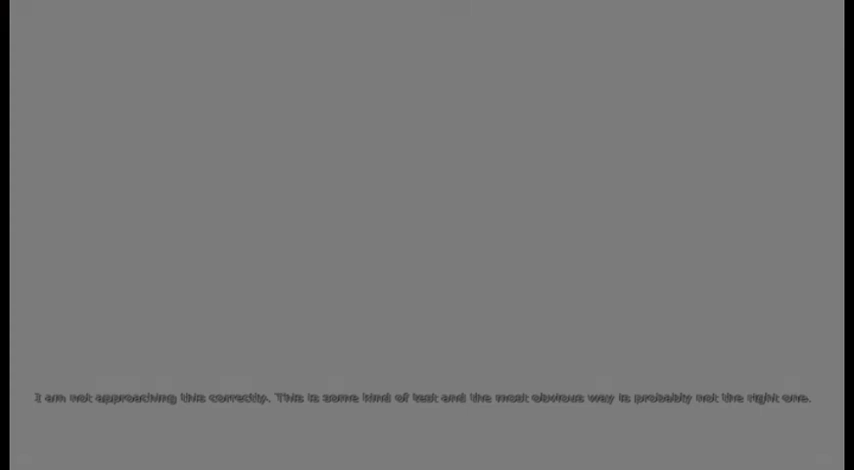 I am not approaching this correctly. This is some kind of test and the most obvious way is probably not the right one.